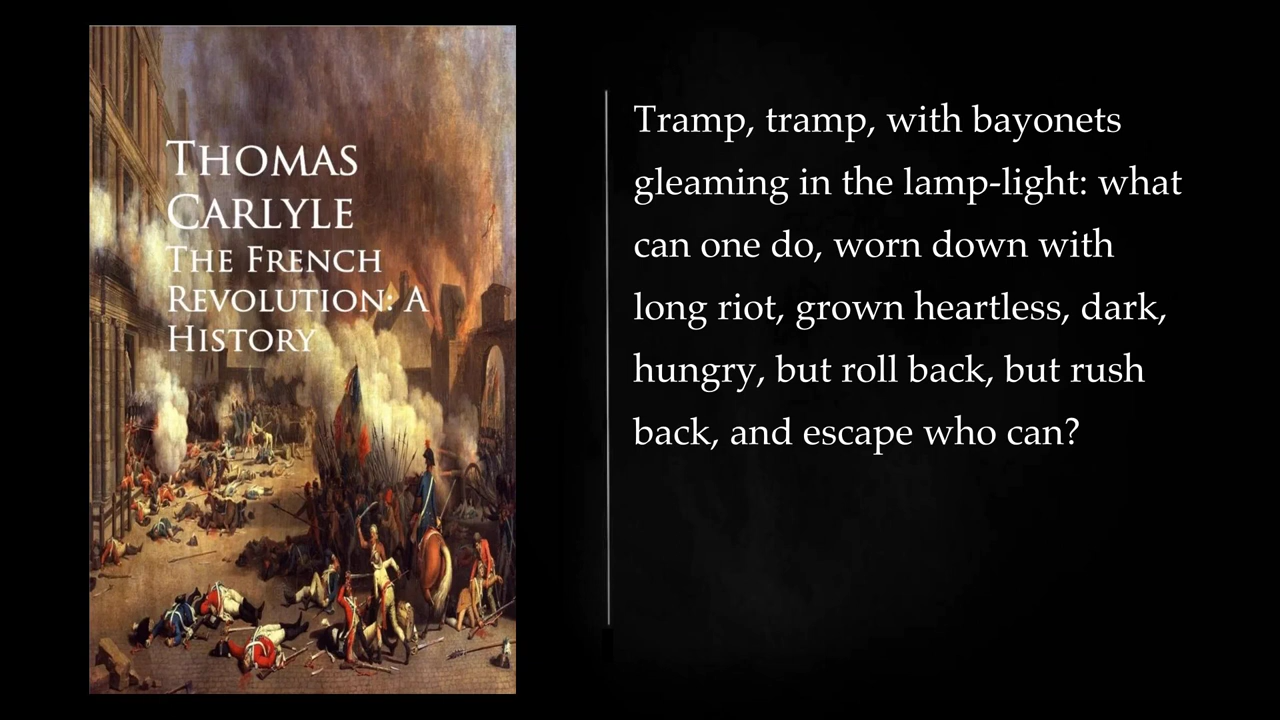 THOMAS
CARLYLE
THE FRENCH
REVOLUTION: A
HISTORY
Tramp, tramp, with bayonets
gleaming in the lamp-light: what
can one do, worn down with
long riot, grown heartless, dark,
hungry, but roll back, but rush
back, and escape who can?